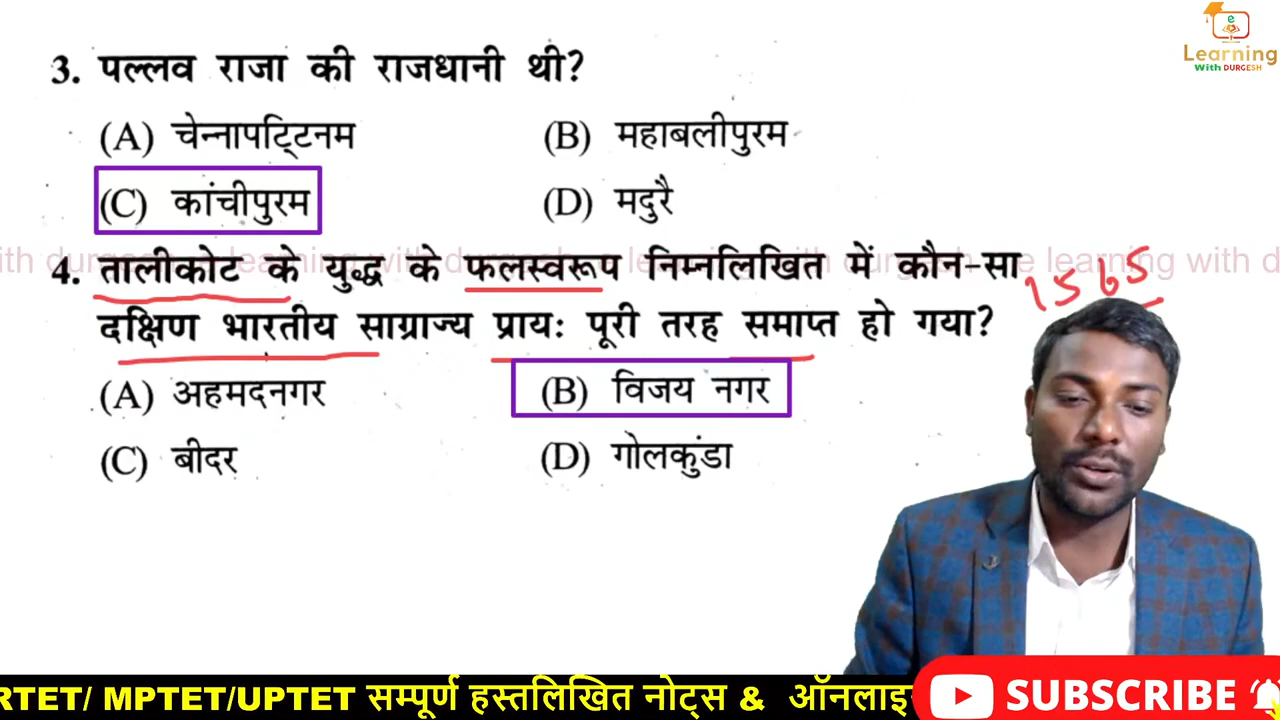 e
Learning
With DURGESH
3. पल्लव राजा की राजधानी थी?
(A) चेन्नापट्टिनम
(B) महाबलीपुरम
(C) कांचीपुरम
(D) मदुरै
4. तालीकोट के युद्ध के फलस्वरूप निम्नलिखित में कौन-सा
1565
दक्षिण भारतीय साग्राज्य प्रायः पूरी तरह समाप्त हो गया?
(A) अहमदनगर
(B) विजय नगर
(C) बीदर
(D) गोलकुंडा
RTET/ MPTET/UPTET सम्पूर्ण हस्तलिखित नोट्स & ऑनलाइ
SUBSCRIBE